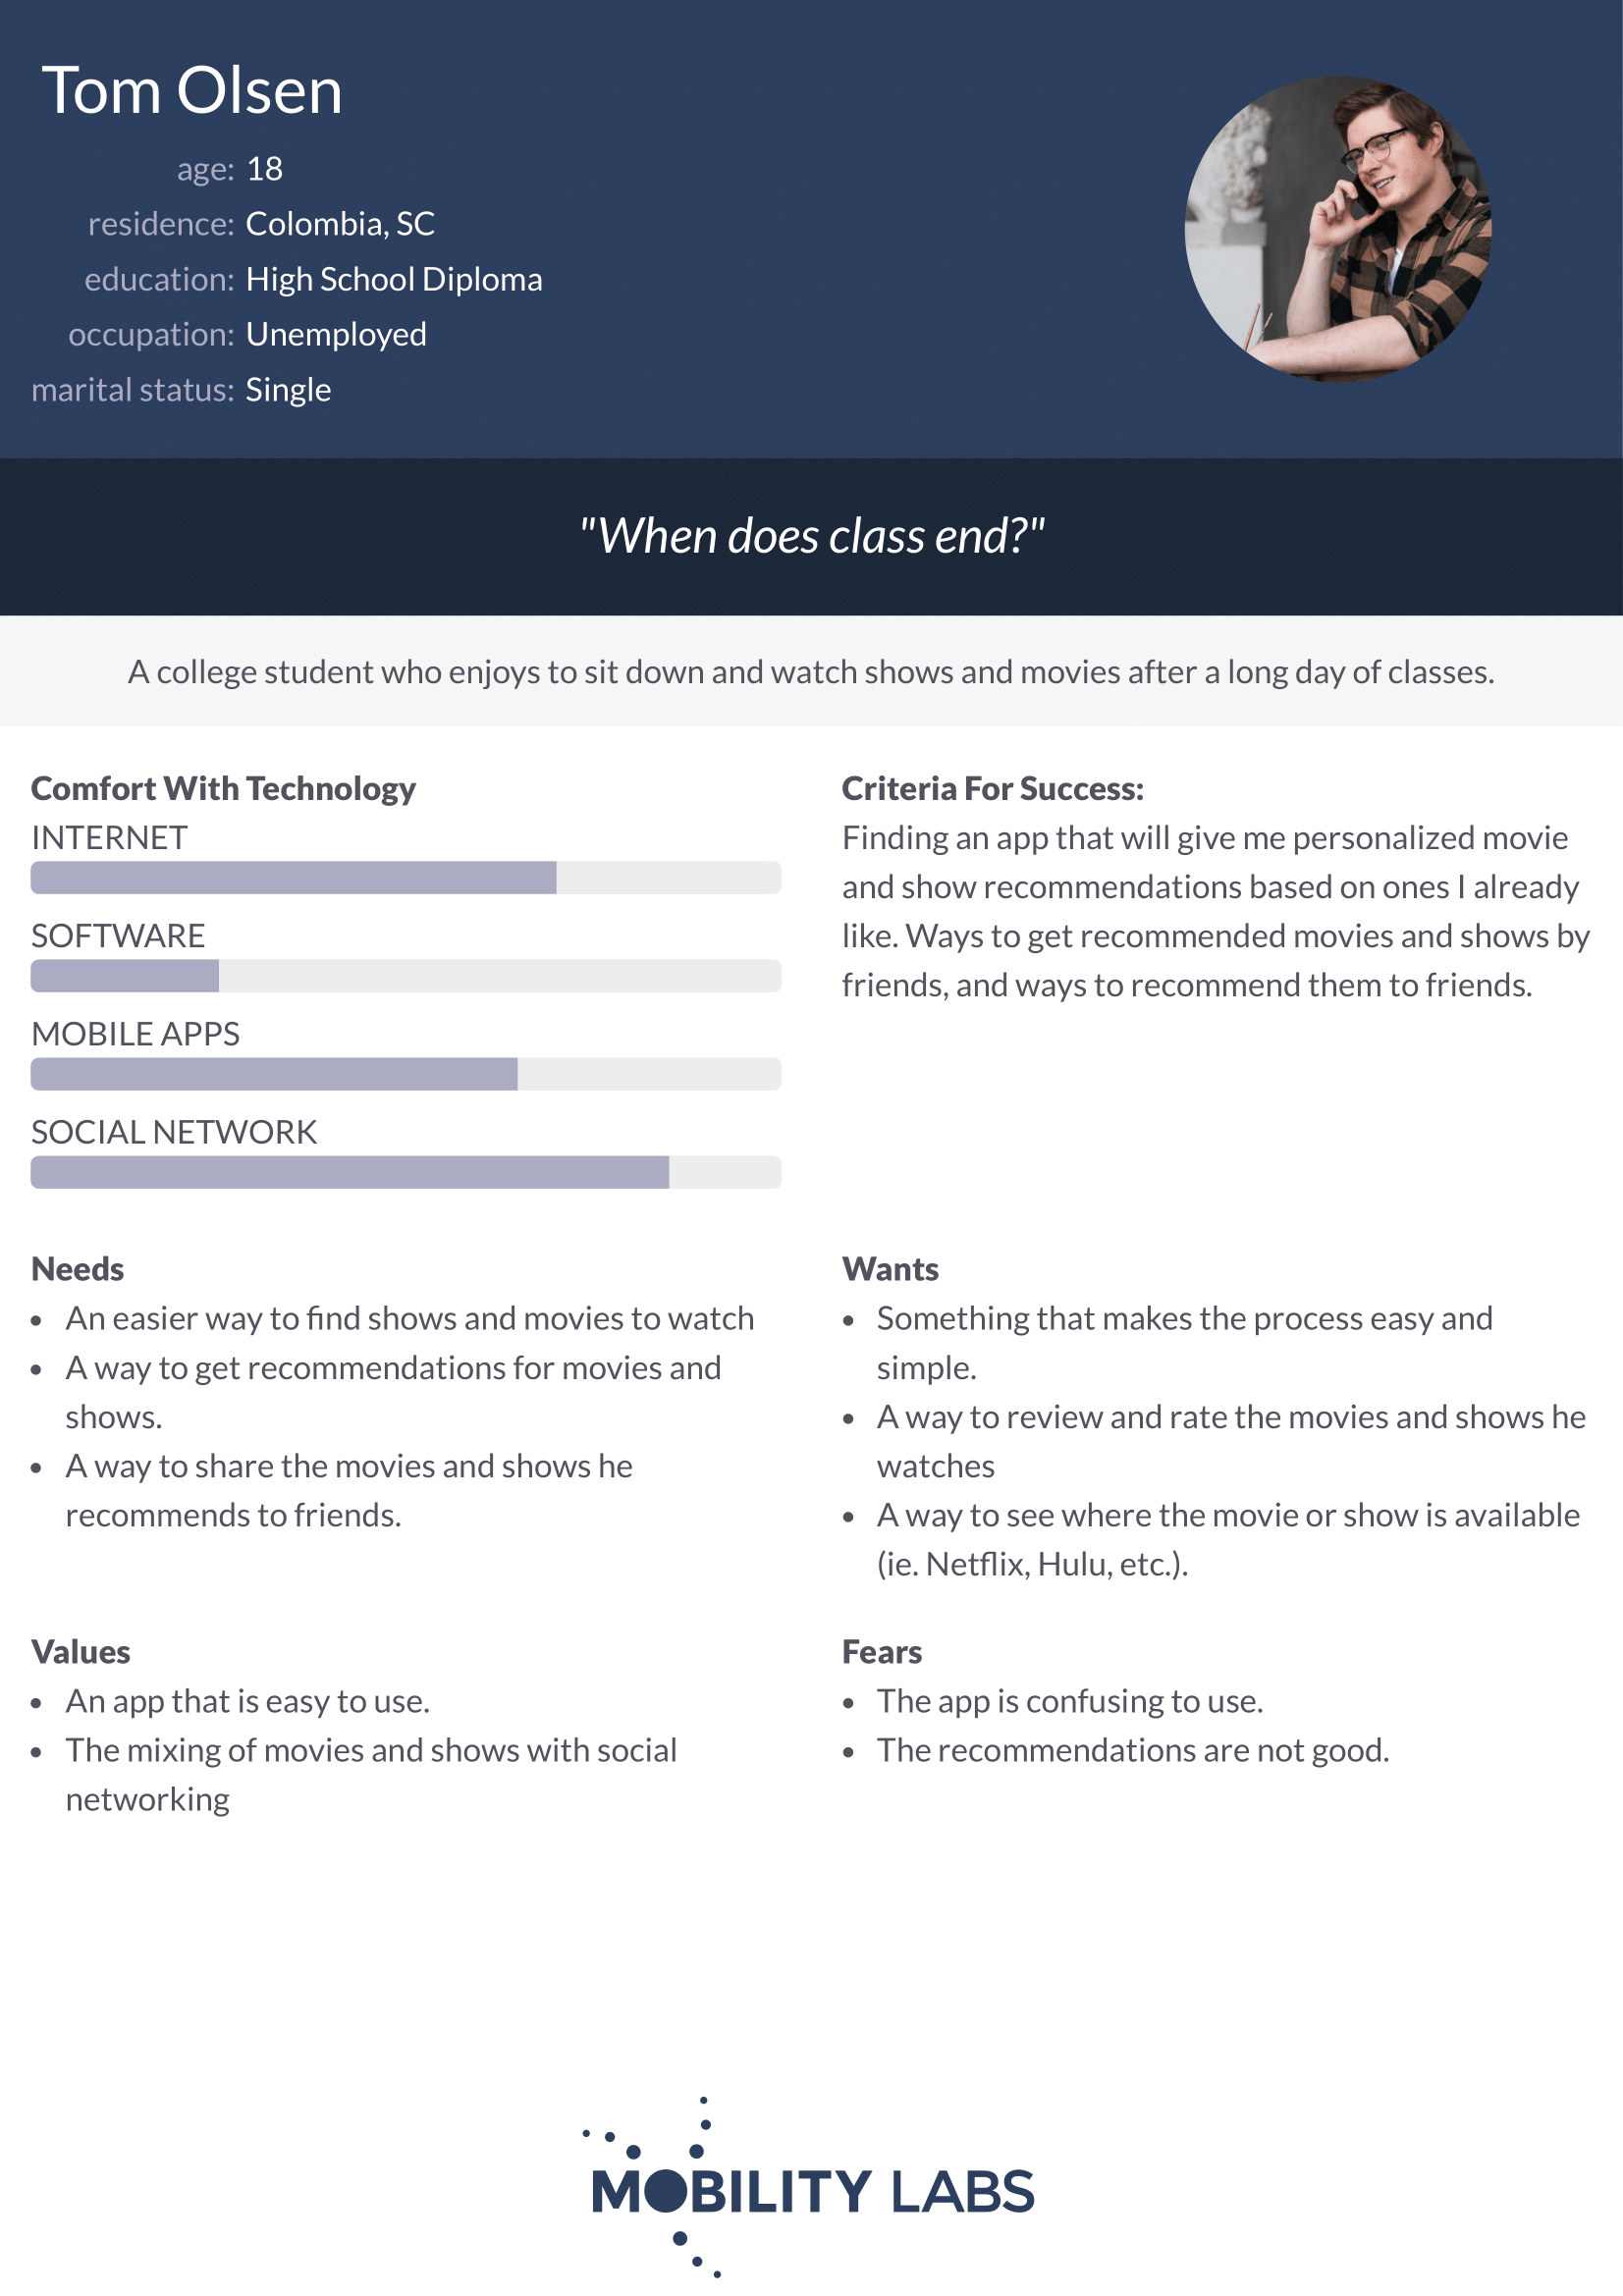 Tom Olsen
age: 18
residence: Colombia, SC
education: High School Diploma
occupation: Unemployed
marital status: Single
"When does class end?"
A college student who enjoys to sit down and watch shows and movies after a long day of classes.
Comfort With Technology
INTERNET
SOFTWARE
MOBILE APPS
SOCIAL NETWORK
Criteria For Success:
Finding an app that will give me personalized movie
and show recommendations based on ones I already
like. Ways to get recommended movies and shows by
friends, and ways to recommend them to friends.
Needs
• An easier way to find shows and movies to watch
• A way to get recommendations for movies and
shows.
• A way to share the movies and shows he
recommends to friends.
Wants
• Something that makes the process easy and
simple.
• A way to review and rate the movies and shows he
watches
• A way to see where the movie or show is available
(ie. Netflix, Hulu, etc.).
Values
• An app that is easy to use.
• The mixing of movies and shows with social
networking
Fears
• The app is confusing to use.
• The recommendations are not good.
MOBILITY LABS